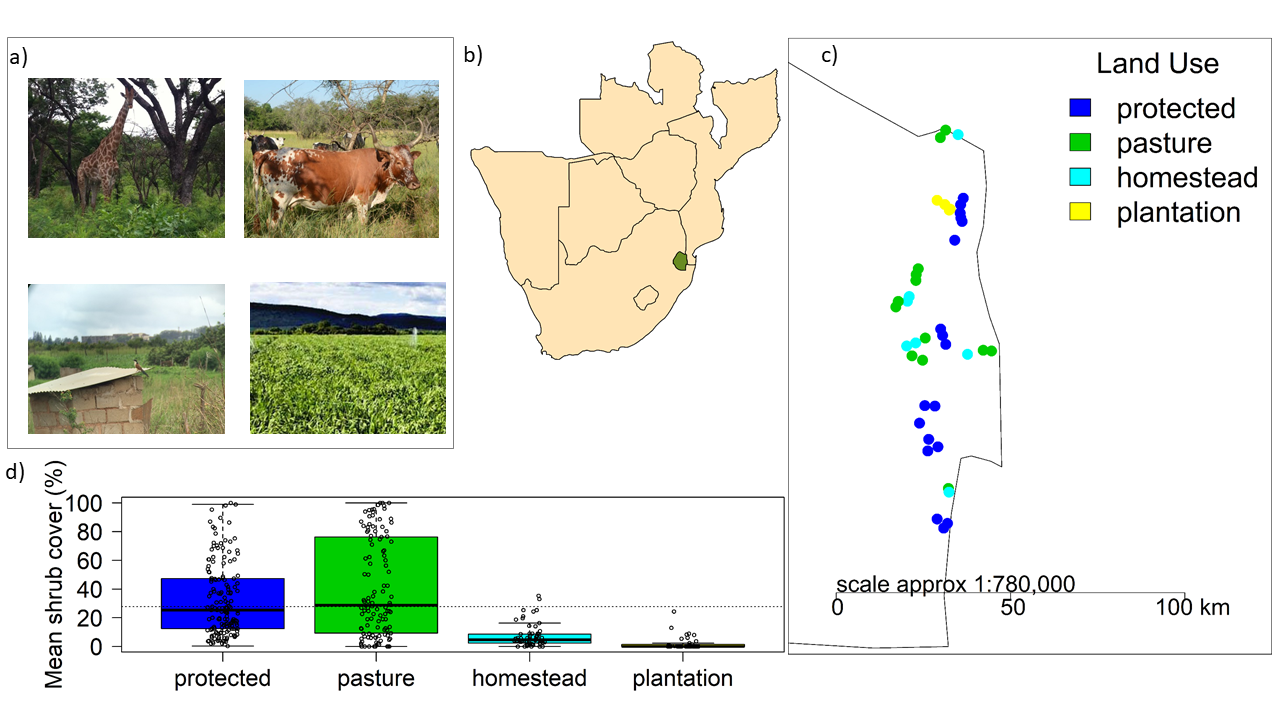 a)
b)
c)
Land Use
protected
pasture
homestead
plantation
scale approx 1:780,000
0 50 100 km
d)
Mean shrub cover (%)
100
80
60
40
20
0
protected pasture homestead plantation